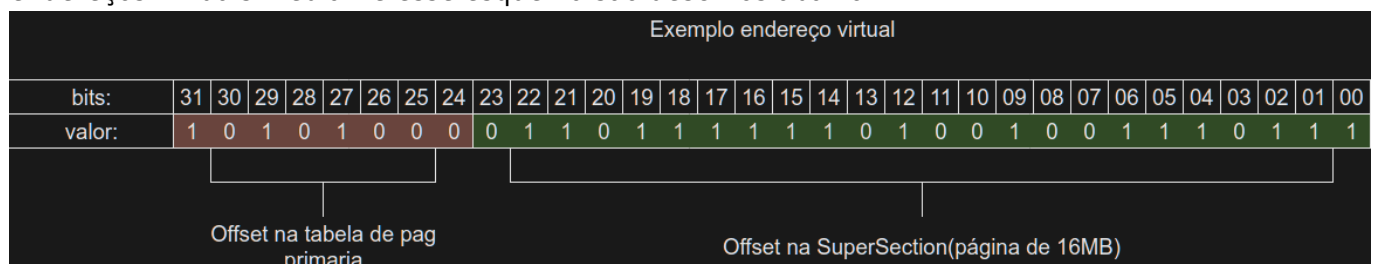 Exemplo endereço virtual
bits: 31 30 29 28 27 26 25 24 23 22 21 20 19 18 17 16 15 14 13 12 11 10 09 08 07 06 05 04 03 02 01 00
valor: 1 0 1 0 1 0 0 0 0 1 1 0 1 1 1 1 1 1 0 1 0 0 1 0 0 1 1 1 0 1 1 1
Offset na tabela de pag
primaria
Offset na SuperSection(página de 16MB)